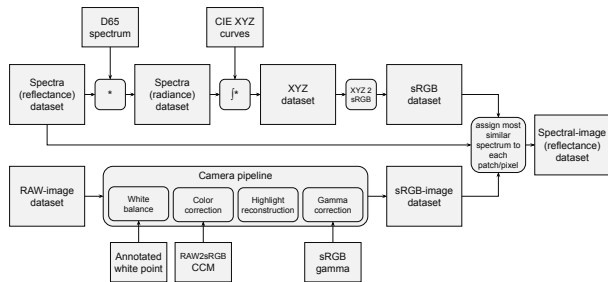 D65
spectrum
CIE XYZ
curves
Spectra
(reflectance)
dataset
*
Spectra
(radiance)
dataset
∫*
XYZ
dataset
XYZ 2
sRGB
sRGB
dataset
assign most
similar
spectrum to
each
patch/pixel
Spectral-image
(reflectance)
dataset
RAW-image
dataset
Camera pipeline
White
balance
Color
correction
Highlight
reconstruction
Gamma
correction
sRGB-image
dataset
Annotated
white point
RAW2sRGB
CCM
sRGB
gamma